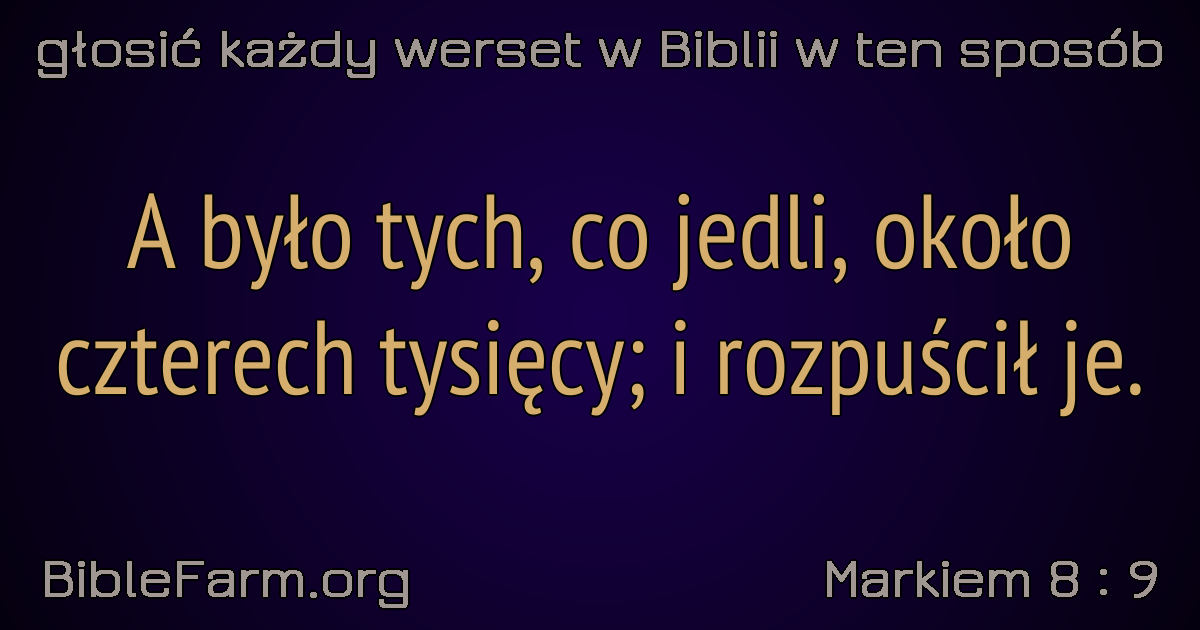 głosić każdy werset w Biblii w ten sposób
A było tych, co jedli, około
czterech tysięcy; i rozpuścił je.
BibleFarm.org
Markiem 8 : 9